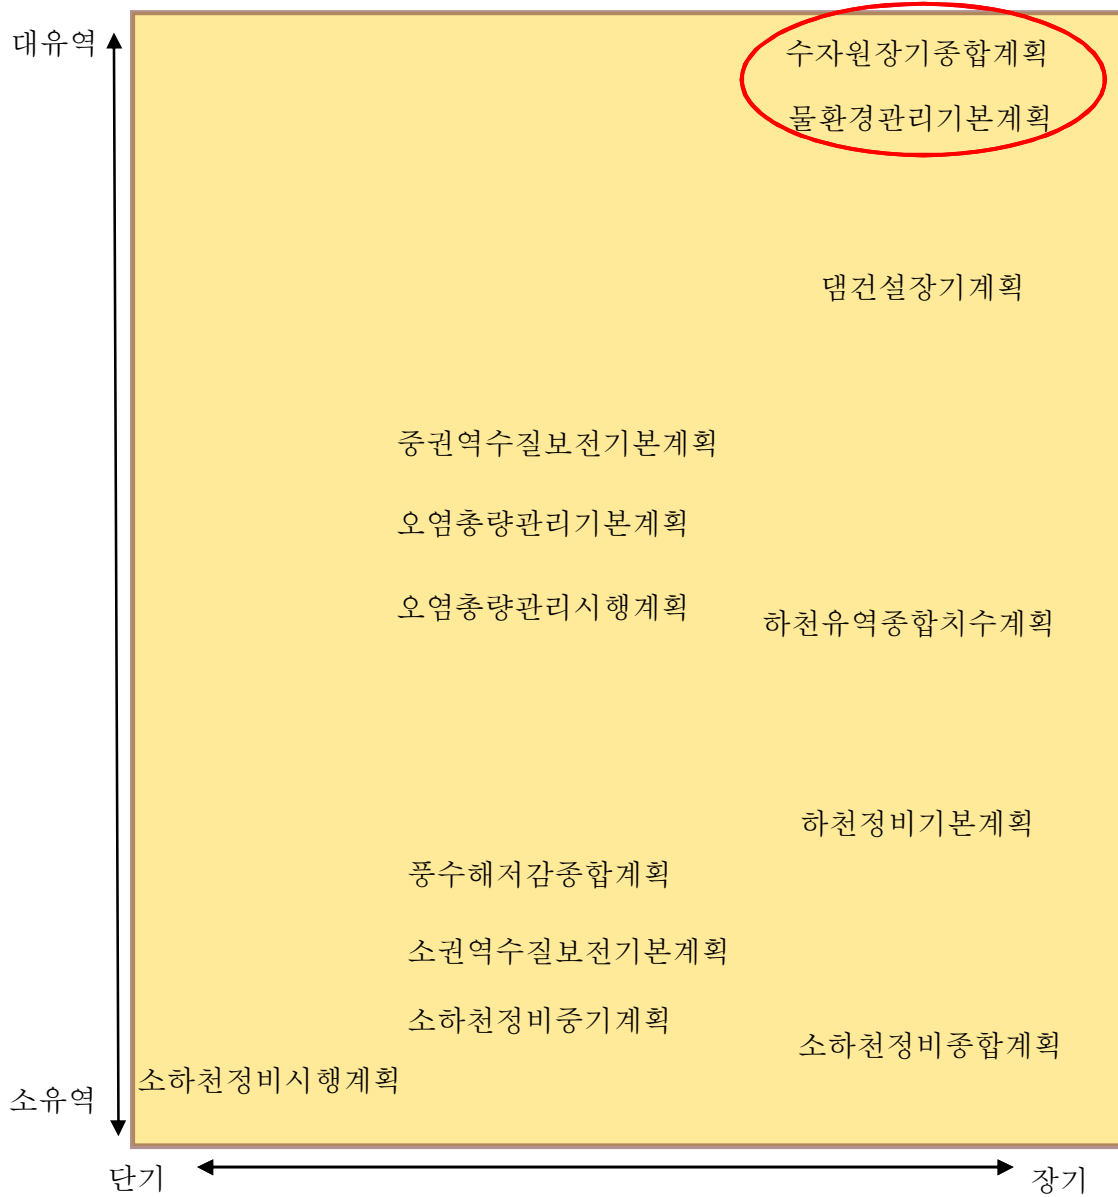 대유역
수자원장기종합계획
물환경관리기본계획
댐건설장기계획
중권역수질보전기본계획
오염총량관리기본계획
오염총량관리시행계획
하천유역종합치수계획
하천정비기본계획
풍수해저감종합계획
소권역수질보전기본계획
소하천정비중기계획
소하천정비종합계획
소하천정비시행계획
소유역
단기
장기